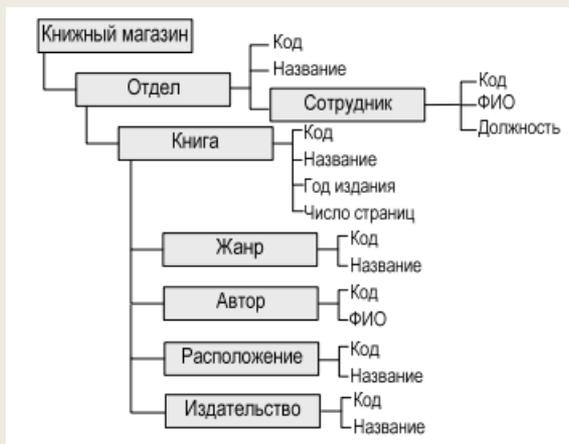 Книжный магазин
Код
Отдел
Название
Сотрудник
Код
ФИО
Должность
Книга
Код
Название
Год издания
Число страниц
Жанр
Код
Название
Автор
Код
ФИО
Расположение
Код
Название
Издательство
Код
Название